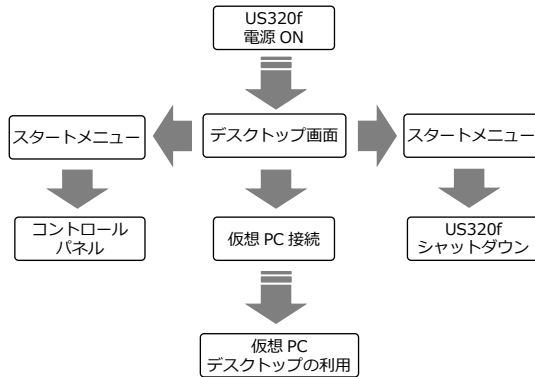 US320f
電源 ON
スタートメニュー
デスクトップ画面
スタートメニュー
コントロール
パネル
仮想 PC 接続
US320f
シャットダウン
仮想 PC
デスクトップの利用